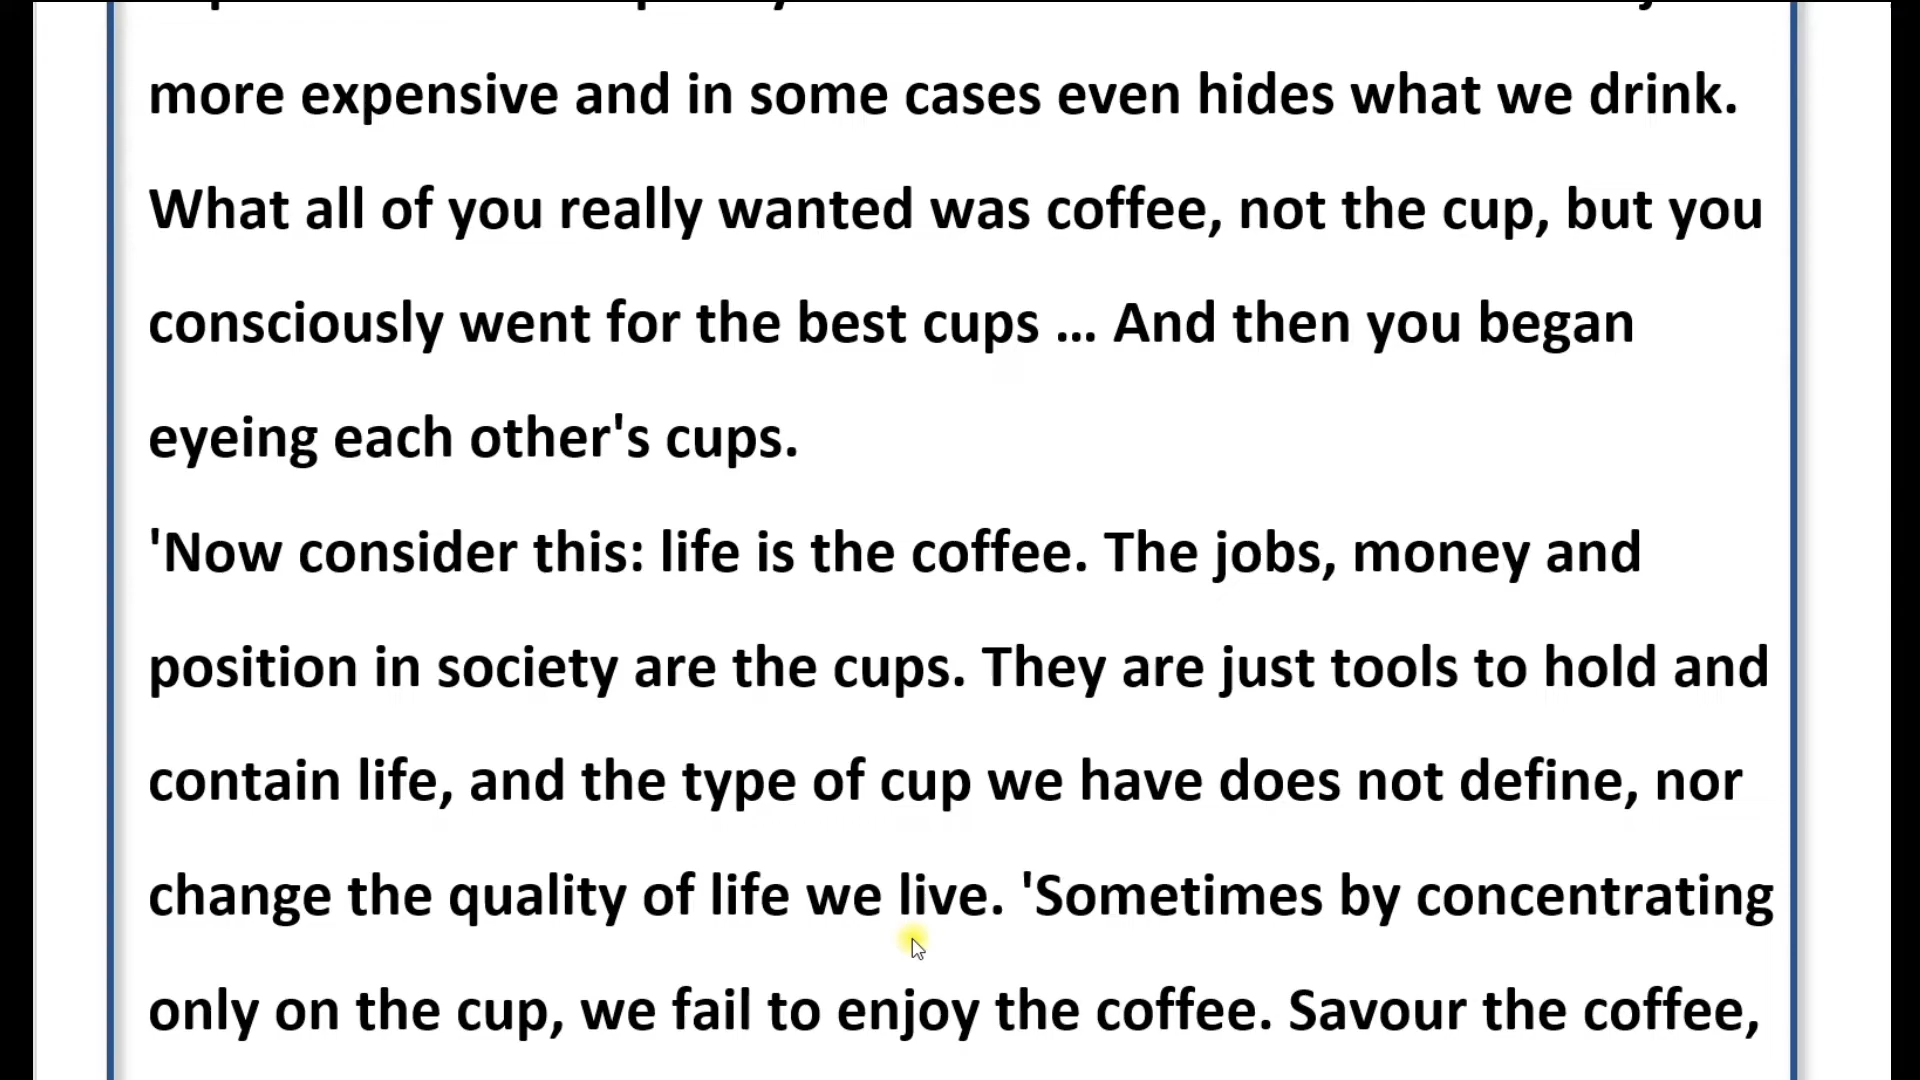 more expensive and in some cases even hides what we drink.
What all of you really wanted was coffee, not the cup, but you
consciously went for the best cups ... And then you began
eyeing each other's cups.
'Now consider this: life is the coffee. The jobs, money and
position in society are the cups. They are just tools to hold and
contain life, and the type of cup we have does not define, nor
change the quality of life we live. 'Sometimes by concentrating
only on the cup, we fail to enjoy the coffee. Savour the coffee,